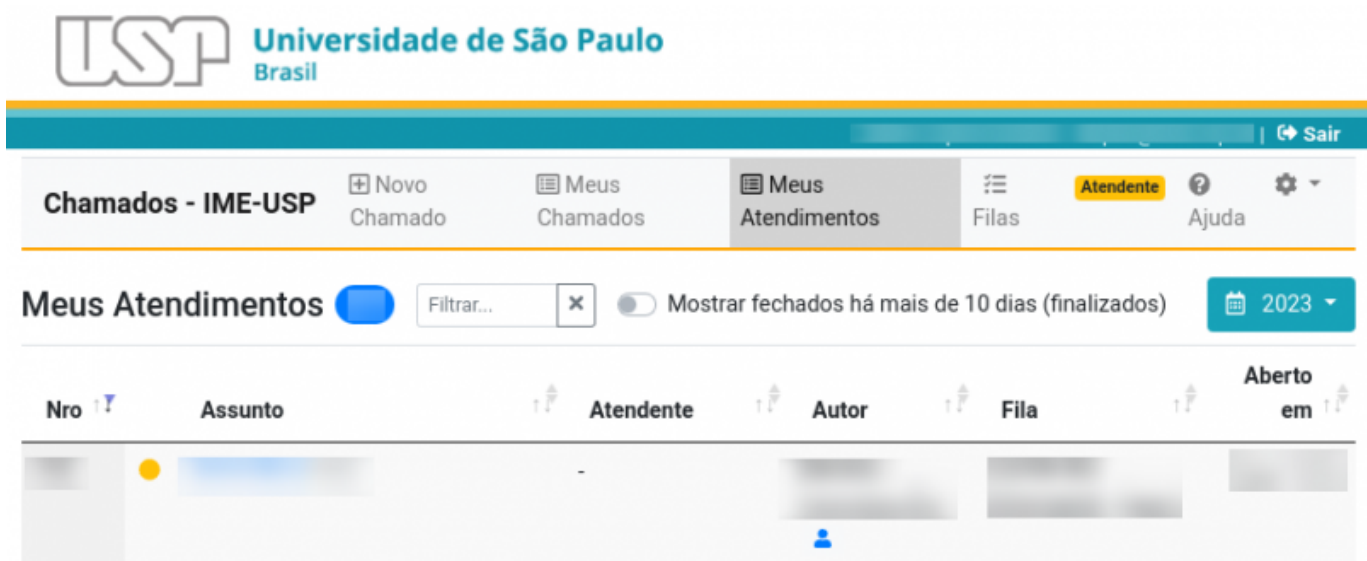 USP
Universidade de São Paulo
Brasil
| Sair
Chamados - IME-USP
Novo
Chamado
Meus
Chamados
Meus
Atendimentos
Filas
Atendente
Ajuda
Meus Atendimentos
Filtrar...
Mostrar fechados há mais de 10 dias (finalizados)
2023
Nro
Assunto
Atendente
Autor
Fila
Aberto
em
-